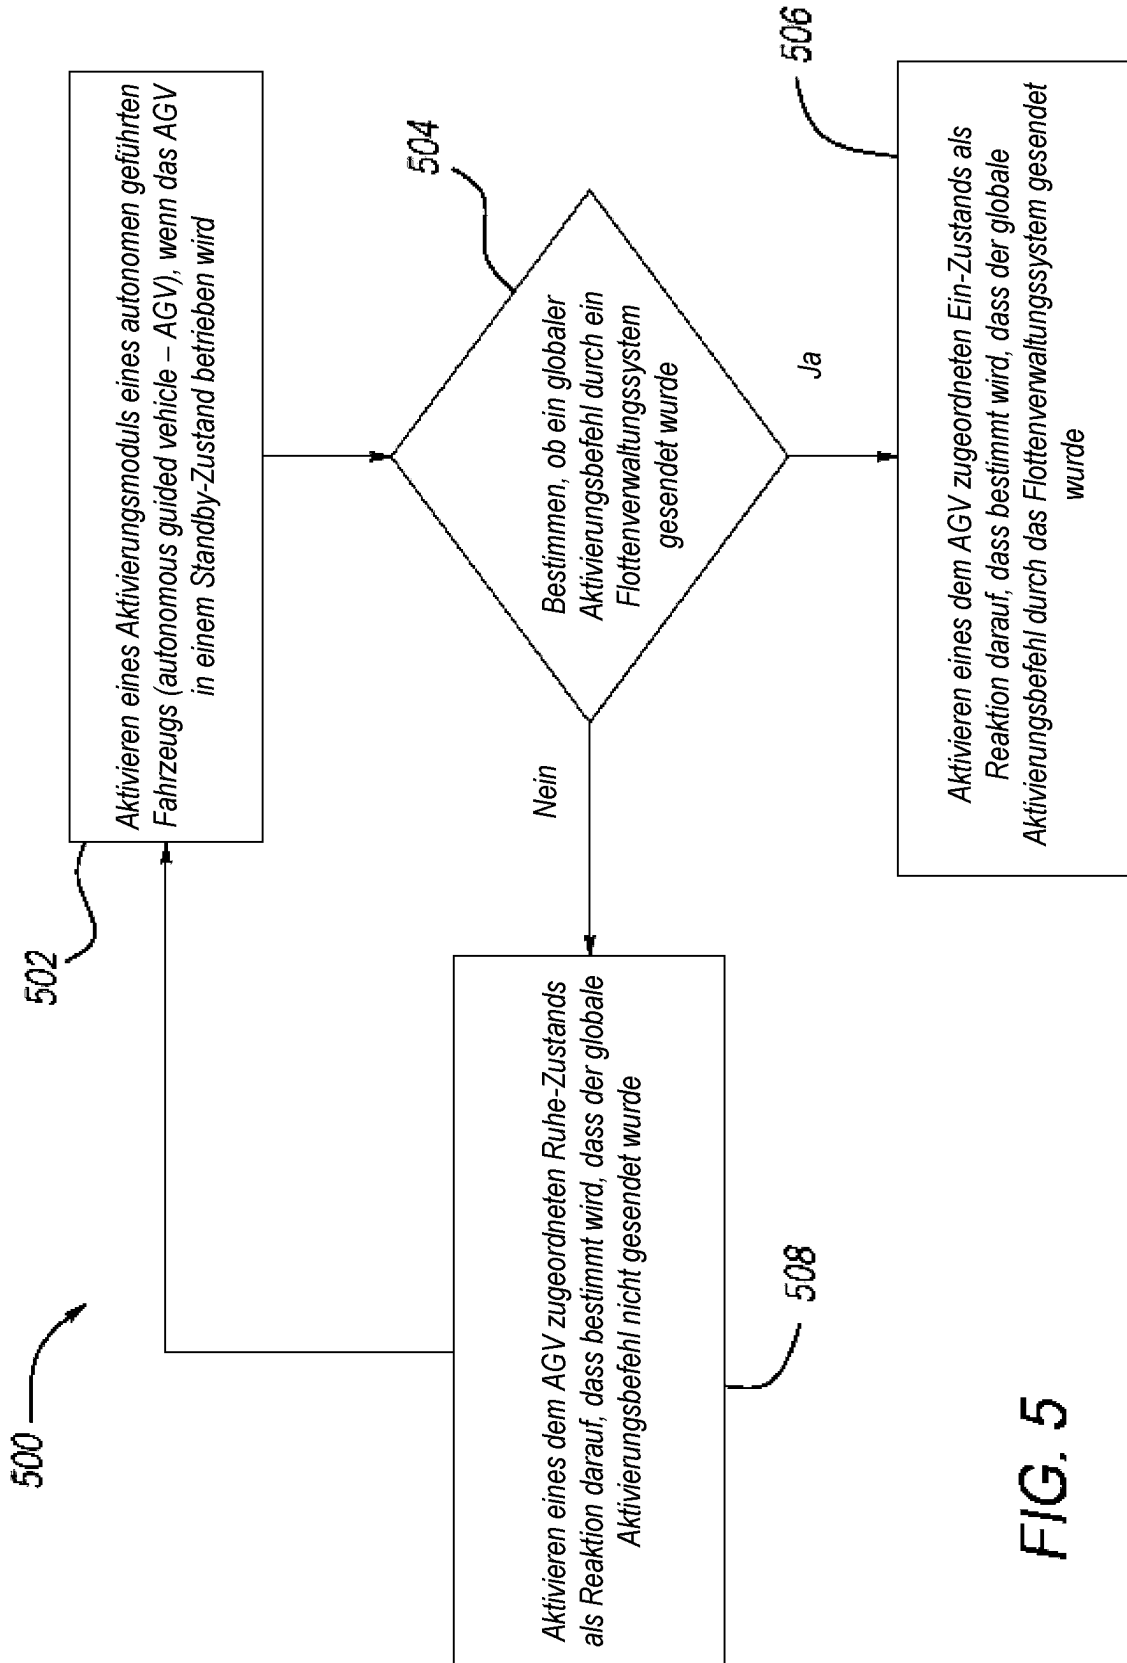 500
502
Aktivieren eines Aktivierungsmoduls eines autonomen geführten
Fahrzeugs (autonomous guided vehicle – AGV), wenn das AGV
in einem Standby-Zustand betrieben wird
504
Bestimmen, ob ein globaler
Aktivierungsbefehl durch ein
Flottenverwaltungssystem
gesendet wurde
Nein
Ja
508
Aktivieren eines dem AGV zugeordneten Ruhe-Zustands
als Reaktion darauf, dass bestimmt wird, dass der globale
Aktivierungsbefehl nicht gesendet wurde
506
Aktivieren eines dem AGV zugeordneten Ein-Zustands als
Reaktion darauf, dass bestimmt wird, dass der globale
Aktivierungsbefehl durch das Flottenverwaltungssystem gesendet
wurde
FIG. 5